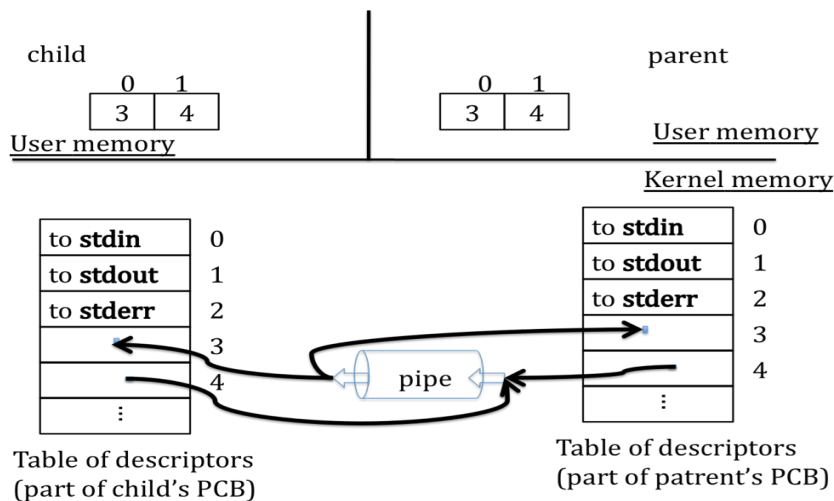 child
parent
0 1
3 4
0 1
3 4
User memory
User memory
Kernel memory
to stdin 0
to stdout 1
to stderr 2
3
4
⋮
to stdin 0
to stdout 1
to stderr 2
3
4
⋮
pipe
Table of descriptors
(part of child's PCB)
Table of descriptors
(part of patrent's PCB)